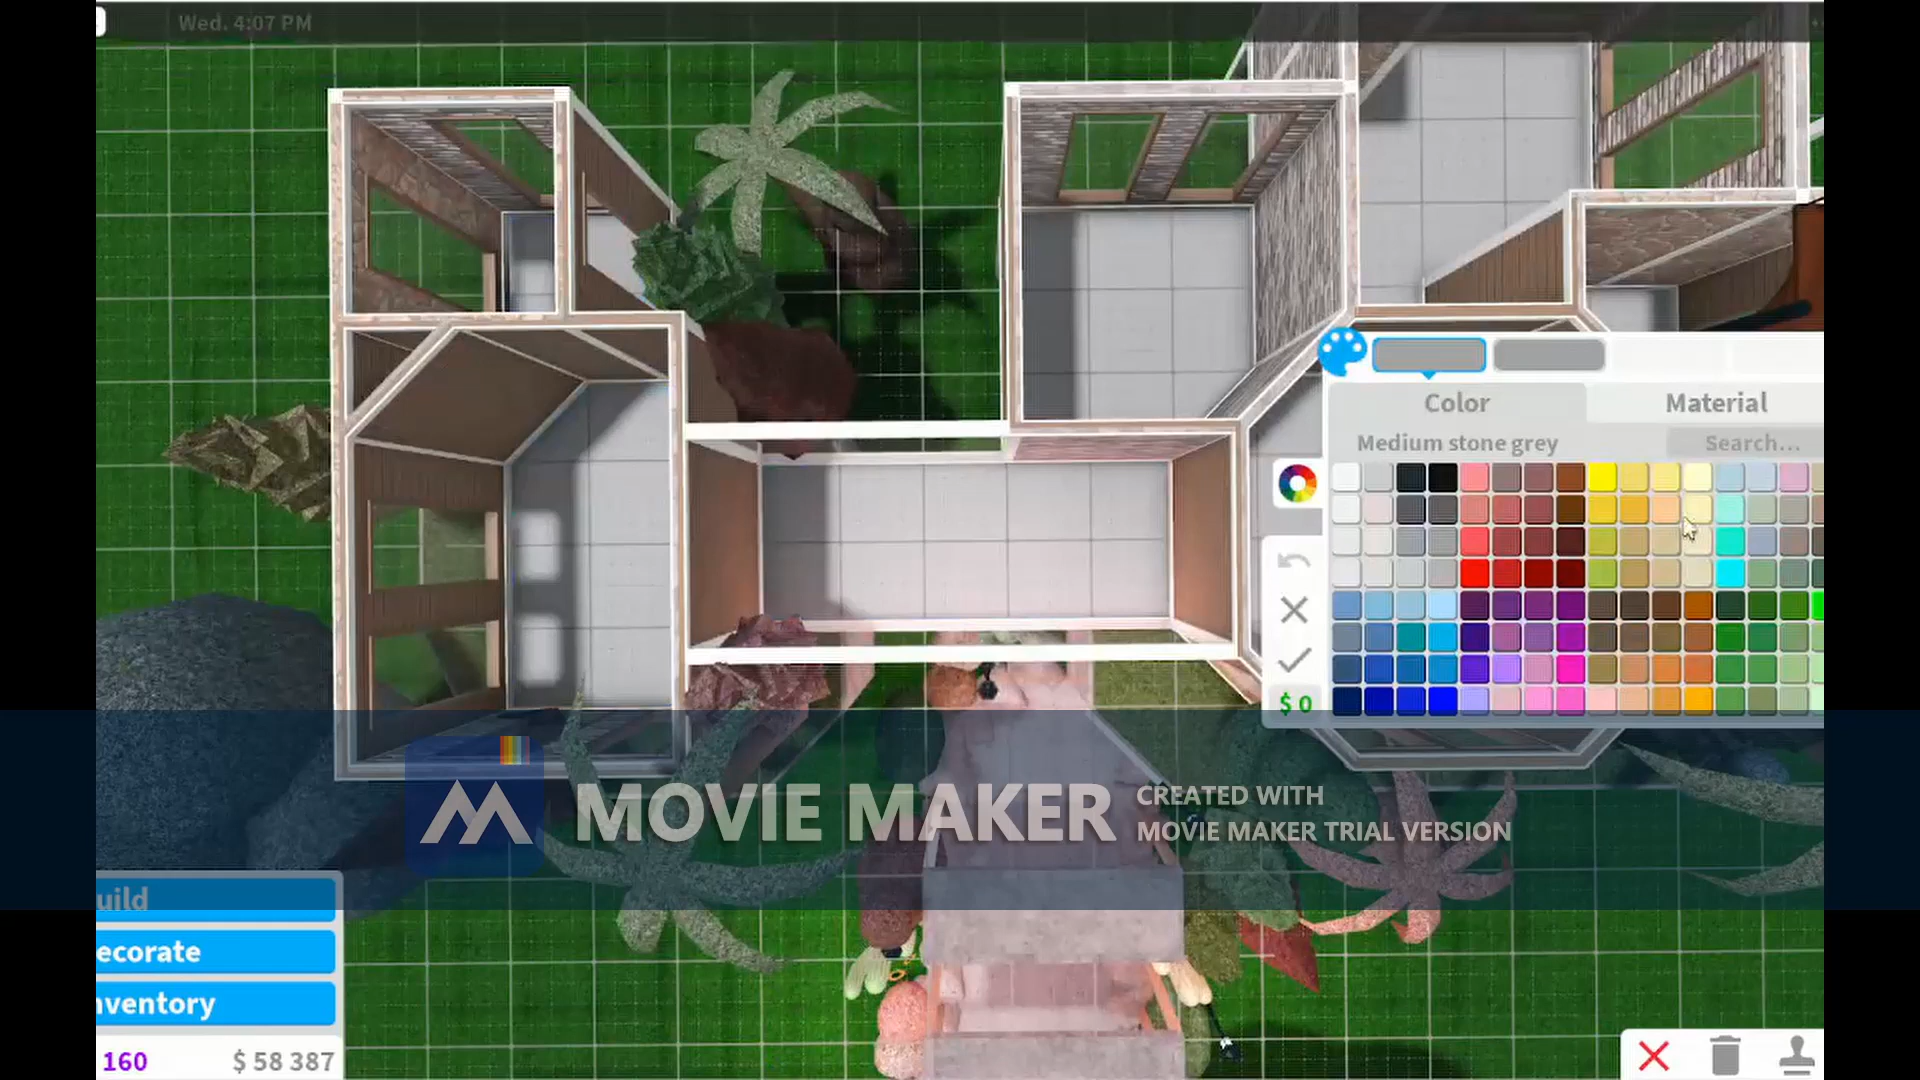 Wed. 4:07 PM
Color
Material
Medium stone grey
Search...
$ 0
MOVIE MAKER
CREATED WITH
MOVIE MAKER TRIAL VERSION
uild
ecorate
nventory
160
$ 58 387